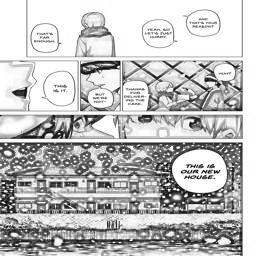 AND
THAT'S YOUR
REASON?
YEAH, SO
LET'S JUST
HURRY.
THAT'S
FAR
ENOUGH.
HUH?
THANKS
FOR
DELIVER-
ING THE
CAKE.
BUT
WE'RE
NOT-
THIS
IS IT.
THIS IS
OUR NEW
HOUSE.